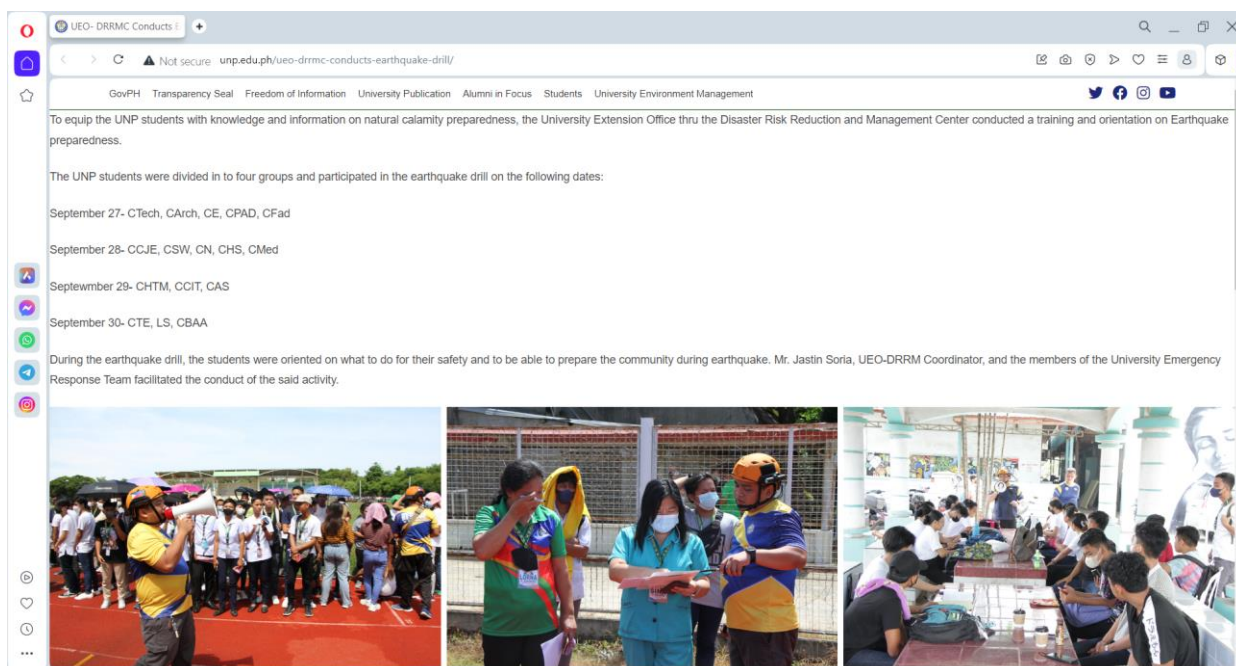 UEO- DRRMC Conducts E
Not secure unp.edu.ph/ueo-drrmc-conducts-earthquake-drill/
GovPH Transparency Seal Freedom of Information University Publication Alumni in Focus Students University Environment Management
To equip the UNP students with knowledge and information on natural calamity preparedness, the University Extension Office thru the Disaster Risk Reduction and Management Center conducted a training and orientation on Earthquake
preparedness.
The UNP students were divided in to four groups and participated in the earthquake drill on the following dates:
September 27- CTech, CArch, CE, CPAD, CFad
September 28- CCJE, CSW, CN, CHS, CMed
Septewmber 29- CHTM, CCIT, CAS
September 30- CTE, LS, CBAA
During the earthquake drill, the students were oriented on what to do for their safety and to be able to prepare the community during earthquake. Mr. Jastin Soria, UEO-DRRM Coordinator, and the members of the University Emergency
Response Team facilitated the conduct of the said activity.